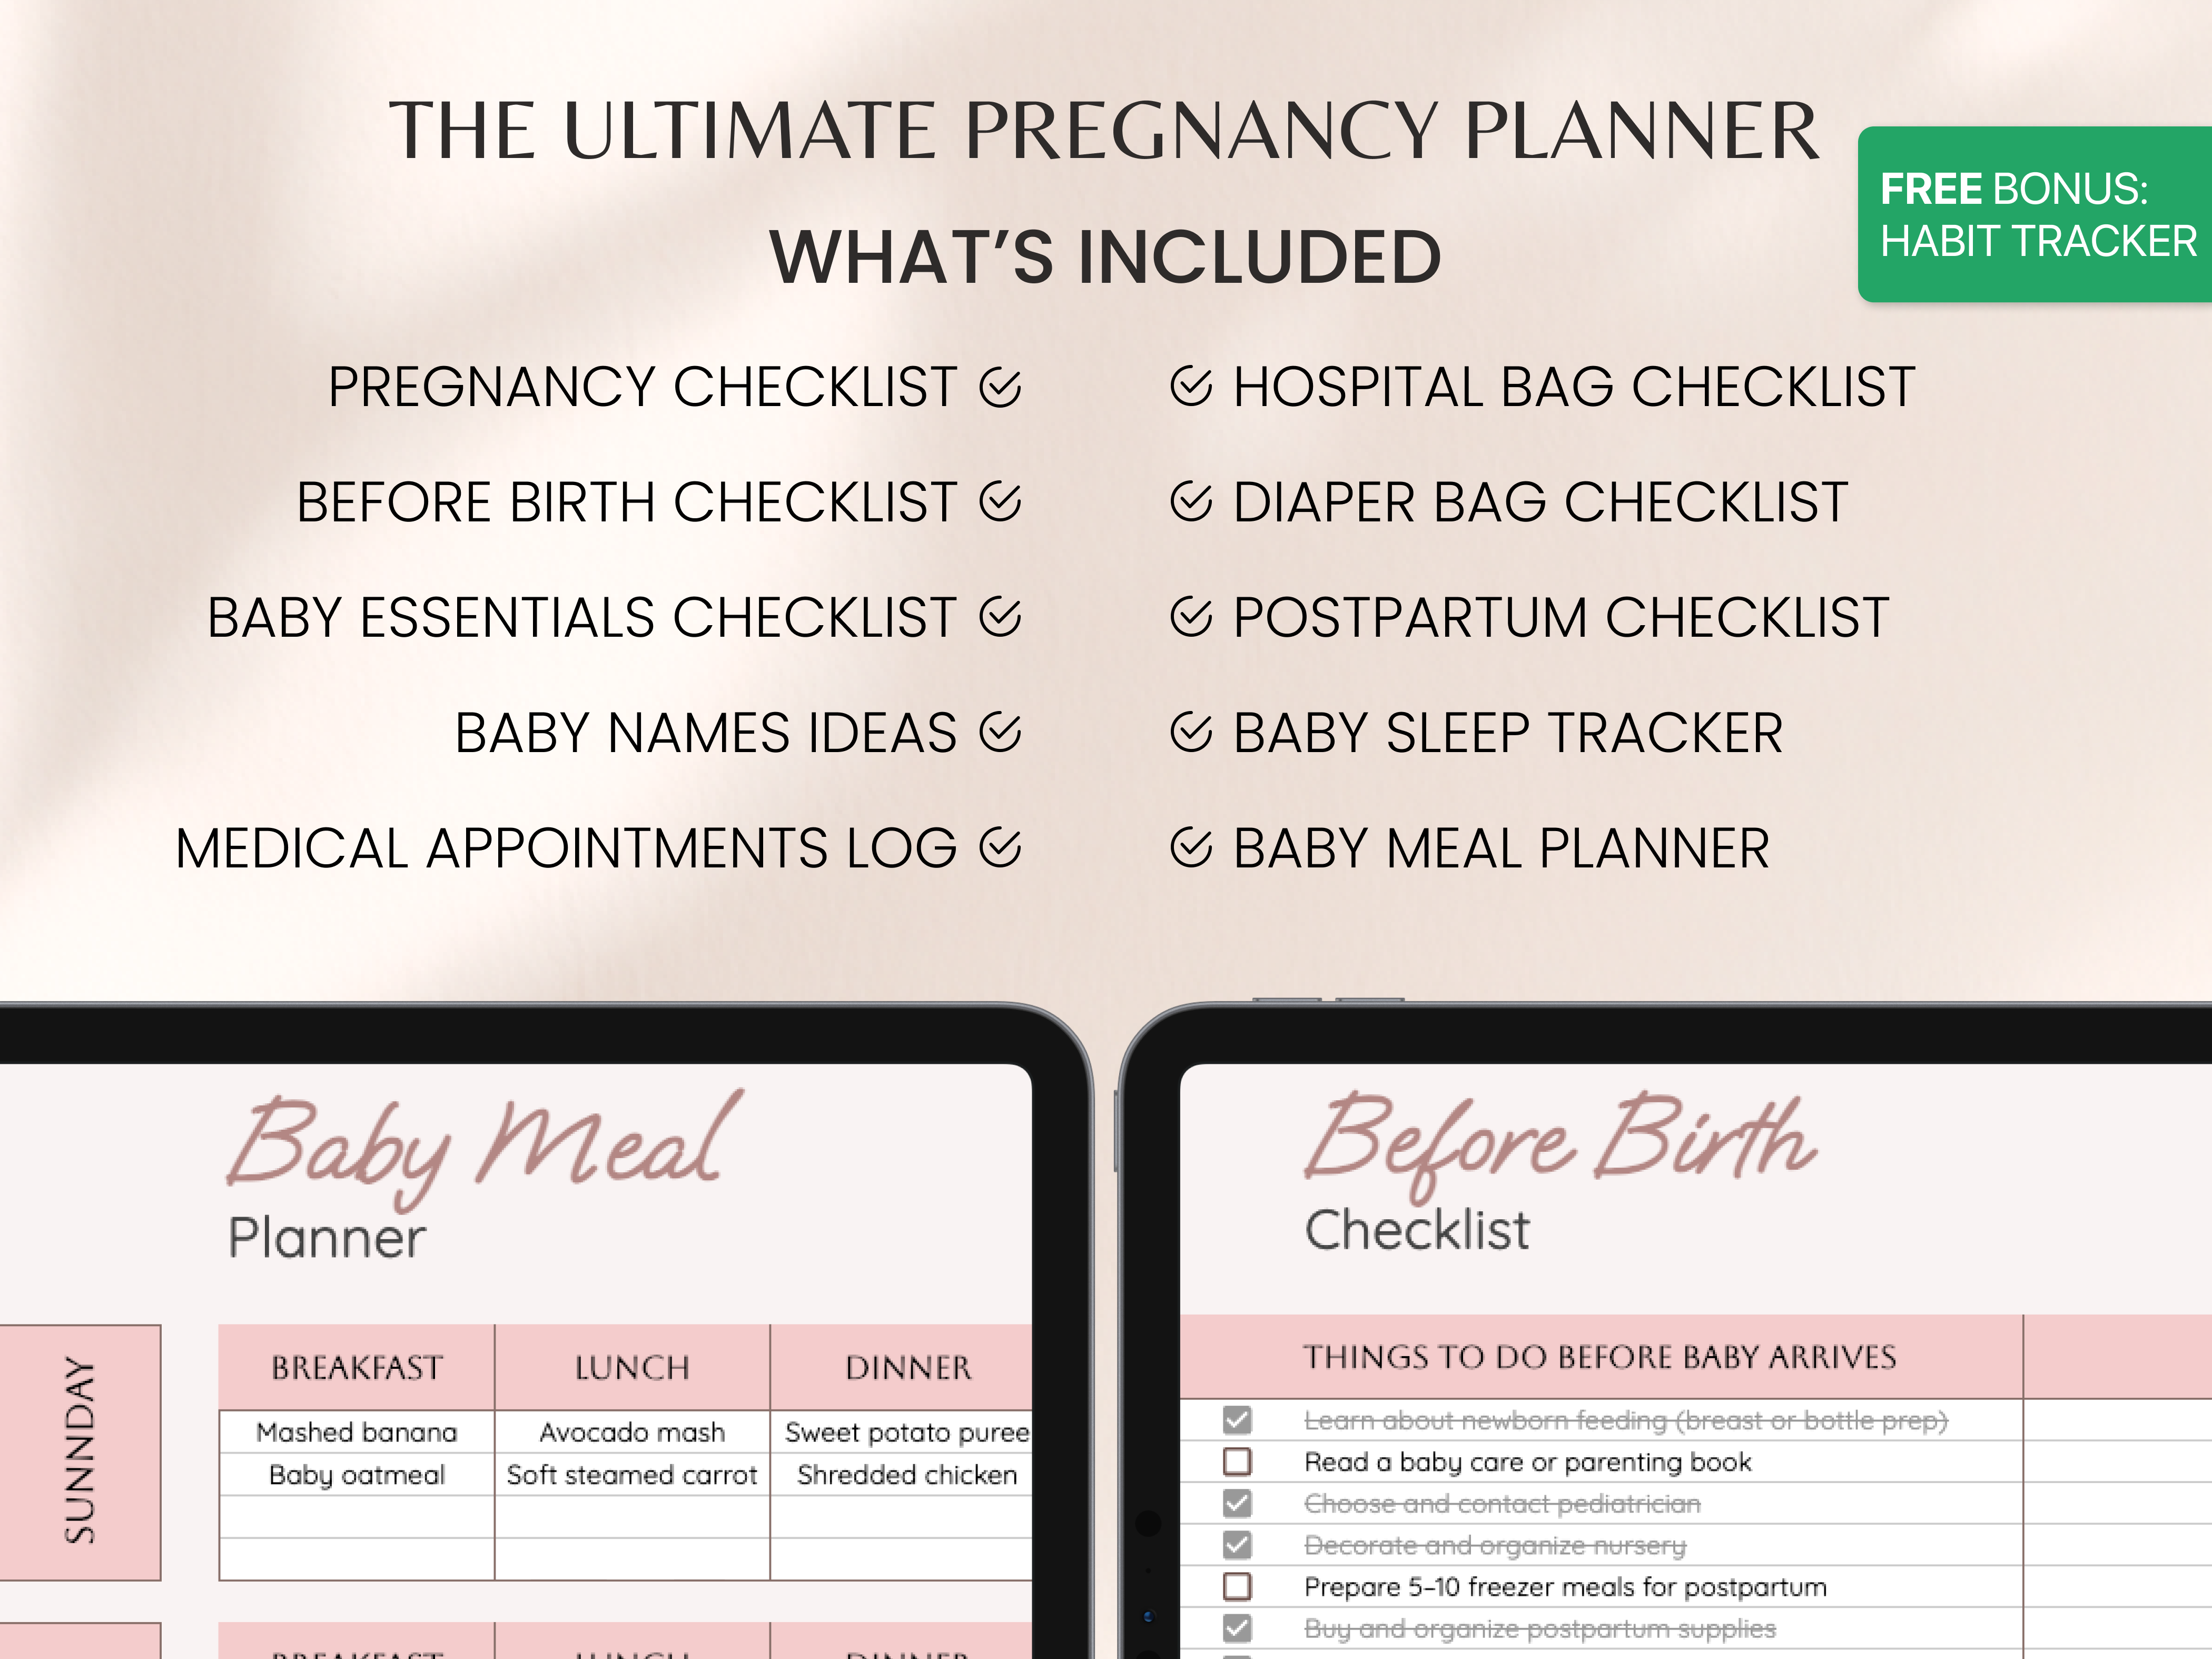 THE ULTIMATE PREGNANCY PLANNER
FREE BONUS:
HABIT TRACKER
WHAT'S INCLUDED
PREGNANCY CHECKLIST
BEFORE BIRTH CHECKLIST
BABY ESSENTIALS CHECKLIST
BABY NAMES IDEAS
MEDICAL APPOINTMENTS LOG
HOSPITAL BAG CHECKLIST
DIAPER BAG CHECKLIST
POSTPARTUM CHECKLIST
BABY SLEEP TRACKER
BABY MEAL PLANNER
Baby Meal
Planner
SUNNDAY
BREAKFAST LUNCH DINNER
Mashed banana Avocado mash Sweet potato puree
Baby oatmeal Soft steamed carrot Shredded chicken
BREAKFAST LUNCH DINNER
Before Birth
Checklist
THINGS TO DO BEFORE BABY ARRIVES
Learn about newborn feeding (breast or bottle prep)
Read a baby care or parenting book
Choose and contact pediatrician
Decorate and organize nursery
Prepare 5–10 freezer meals for postpartum
Buy and organize postpartum supplies